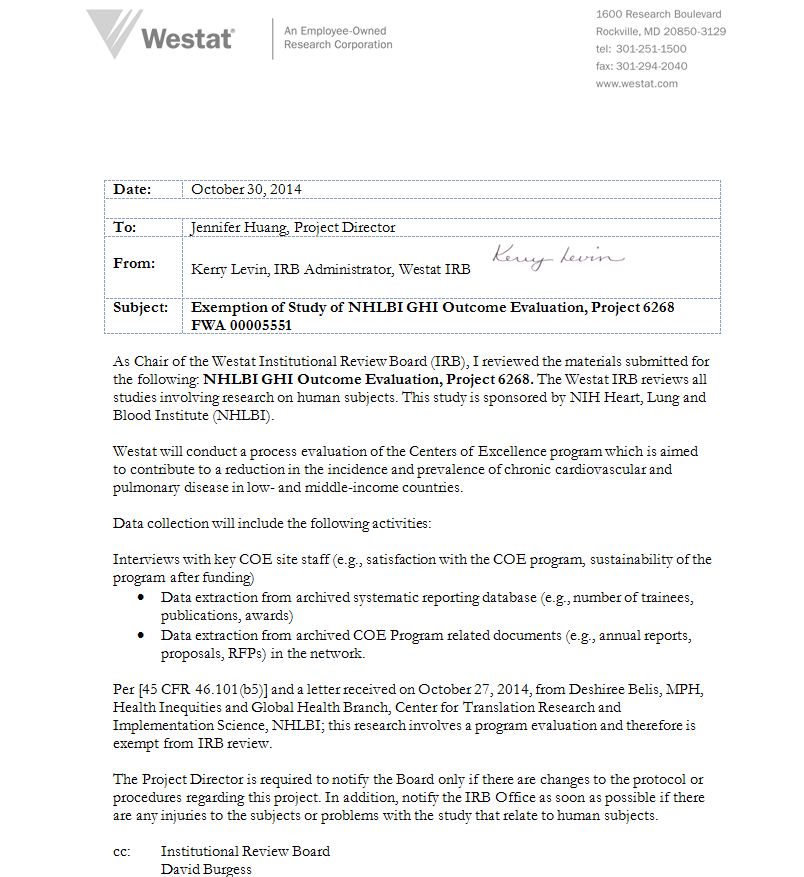 Westat®
An Employee-Owned
Research Corporation
1600 Research Boulevard
Rockville, MD 20850-3129
tel: 301-251-1500
fax: 301-294-2040
www.westat.com
Date: October 30, 2014
To: Jennifer Huang, Project Director
From: Kerry Levin, IRB Administrator, Westat IRB Kerry Levin
Subject: Exemption of Study of NHLBI GHI Outcome Evaluation, Project 6268
FWA 00005551
As Chair of the Westat Institutional Review Board (IRB), I reviewed the materials submitted for
the following: NHLBI GHI Outcome Evaluation, Project 6268. The Westat IRB reviews all
studies involving research on human subjects. This study is sponsored by NIH Heart, Lung and
Blood Institute (NHLBI).
Westat will conduct a process evaluation of the Centers of Excellence program which is aimed
to contribute to a reduction in the incidence and prevalence of chronic cardiovascular and
pulmonary disease in low- and middle-income countries.
Data collection will include the following activities:
Interviews with key COE site staff (e.g., satisfaction with the COE program, sustainability of the
program after funding)
• Data extraction from archived systematic reporting database (e.g., number of trainees,
publications, awards)
• Data extraction from archived COE Program related documents (e.g., annual reports,
proposals, RFPs) in the network.
Per [45 CFR 46.101(b5)] and a letter received on October 27, 2014, from Deshiree Belis, MPH,
Health Inequities and Global Health Branch, Center for Translation Research and
Implementation Science, NHLBI; this research involves a program evaluation and therefore is
exempt from IRB review.
The Project Director is required to notify the Board only if there are changes to the protocol or
procedures regarding this project. In addition, notify the IRB Office as soon as possible if there
are any injuries to the subjects or problems with the study that relate to human subjects.
cc: Institutional Review Board
David Burgess